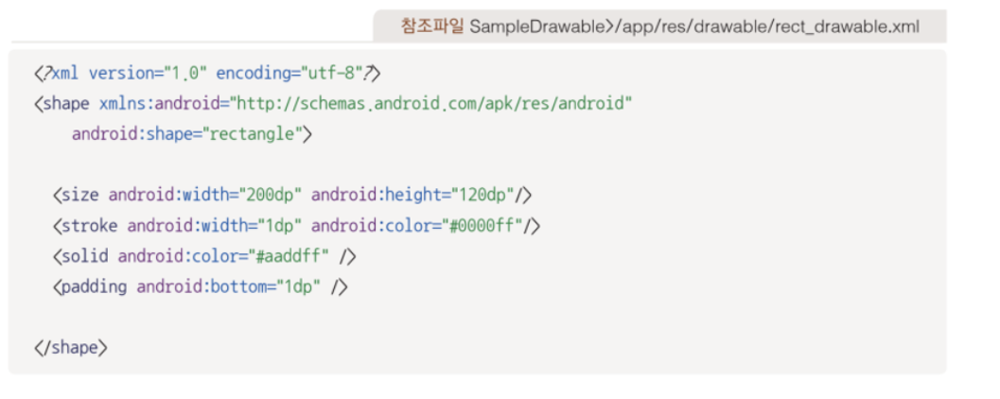 참조파일 SampleDrawable>/app/res/drawable/rect_drawable.xml
<?xml version="1.0" encoding="utf-8"?>
<shape xmlns:android="http://schemas.android.com/apk/res/android"
android:shape="rectangle">
<size android:width="200dp" android:height="120dp"/>
<stroke android:width="1dp" android:color="#0000ff"/>
<solid android:color="#aaddff" />
<padding android:bottom="1dp" />
</shape>